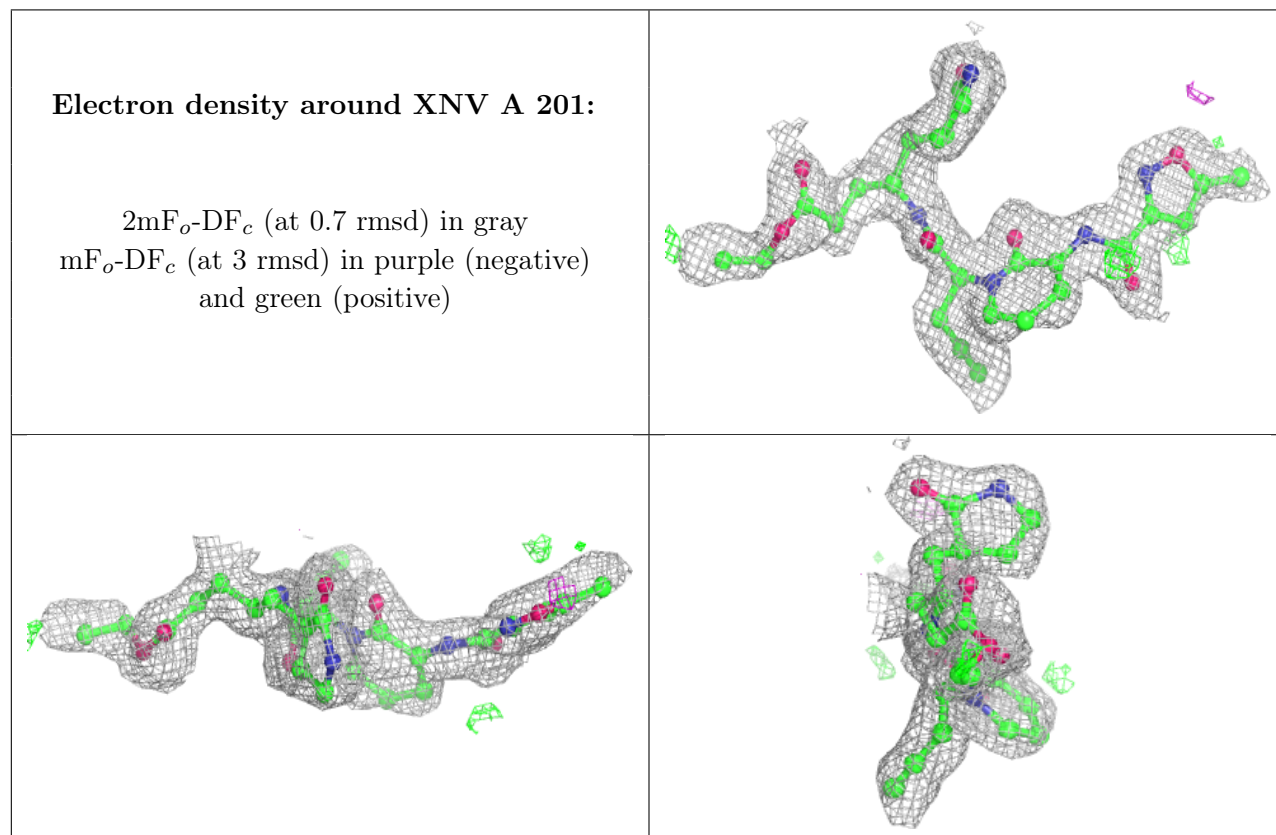 Electron density around XNV A 201:
2mFo-DFc (at 0.7 rmsd) in gray
mFo-DFc (at 3 rmsd) in purple (negative)
and green (positive)